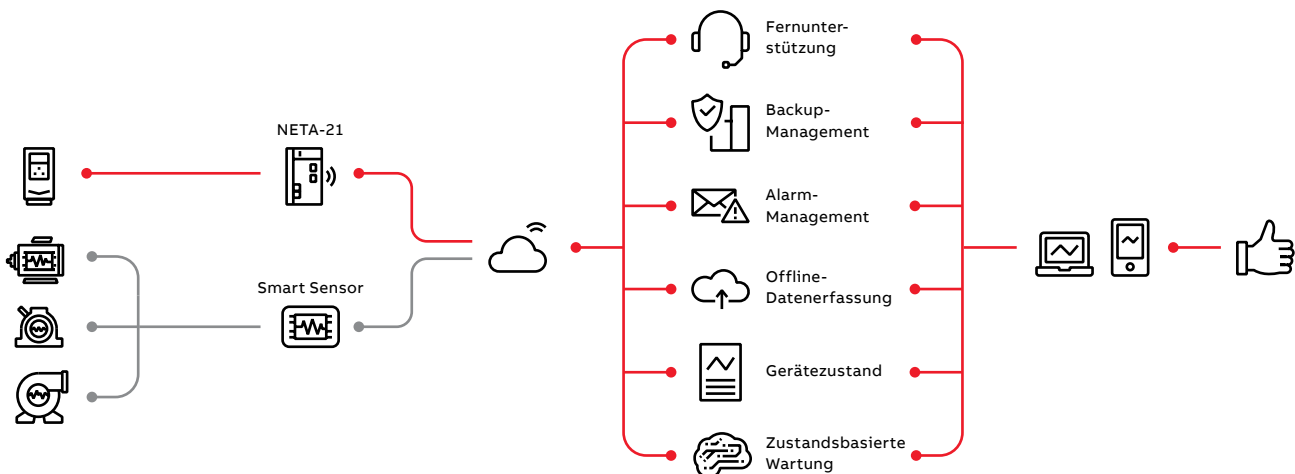 NETA-21
Smart Sensor
Fernunter-
stützung
Backup-
Management
Alarm-
Management
Offline-
Datenerfassung
Gerätezustand
Zustandsbasierte
Wartung